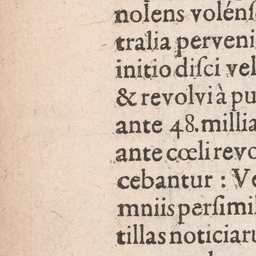 nolens volénſ
tralia perveni
initio diſci vel
& revolvi à pu
ante 48. millia
ante cœli revo
cebantur : Ve
mniis perſimi
tillas noticiaru